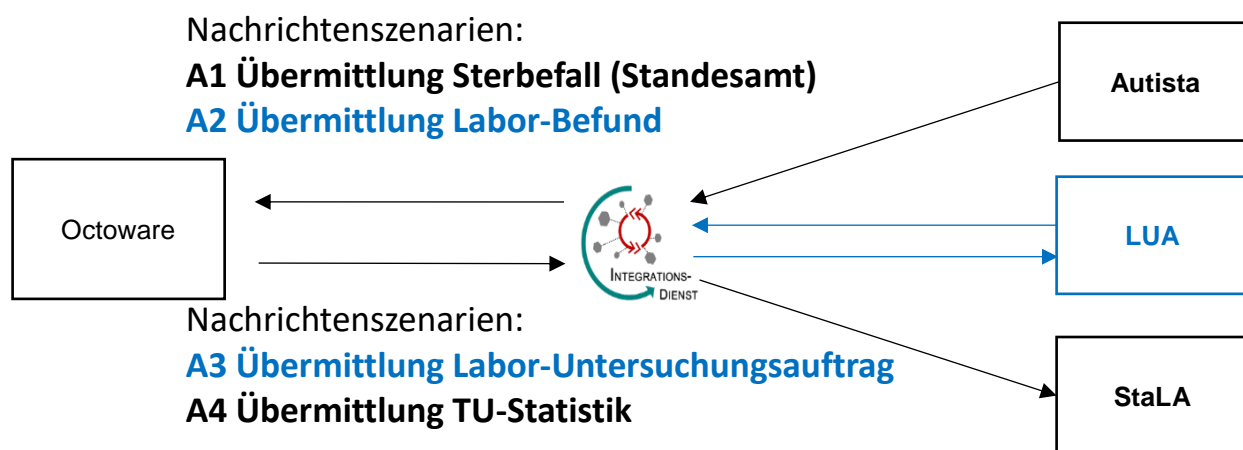 Nachrichtenszenarien:
A1 Übermittlung Sterbefall (Standesamt)
A2 Übermittlung Labor-Befund
Autista
Octoware
INTEGRATIONS-
DIENST
LUA
Nachrichtenszenarien:
A3 Übermittlung Labor-Untersuchungsauftrag
A4 Übermittlung TU-Statistik
StaLA